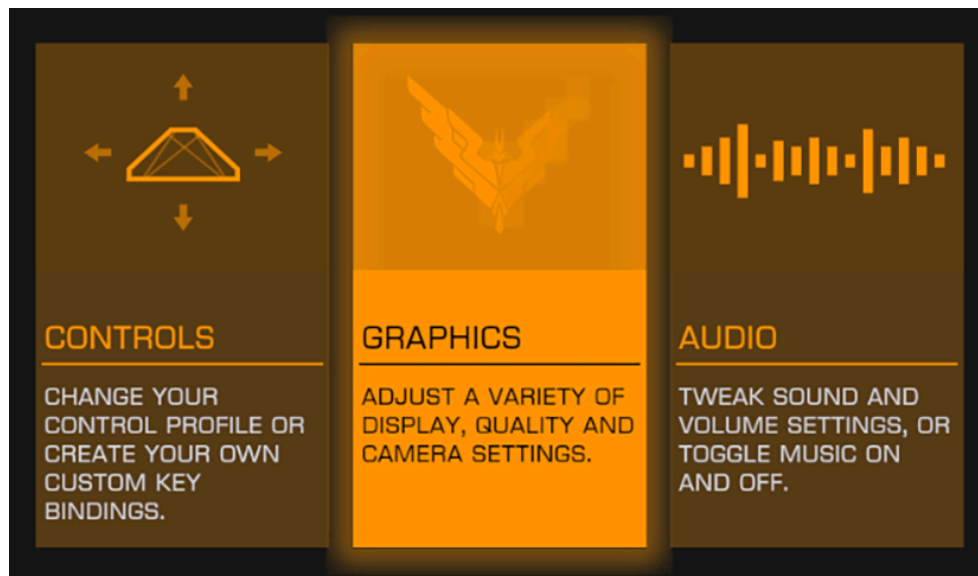 CONTROLS
CHANGE YOUR
CONTROL PROFILE OR
CREATE YOUR OWN
CUSTOM KEY
BINDINGS.
GRAPHICS
ADJUST A VARIETY OF
DISPLAY, QUALITY AND
CAMERA SETTINGS.
AUDIO
TWEAK SOUND AND
VOLUME SETTINGS, OR
TOGGLE MUSIC ON
AND OFF.